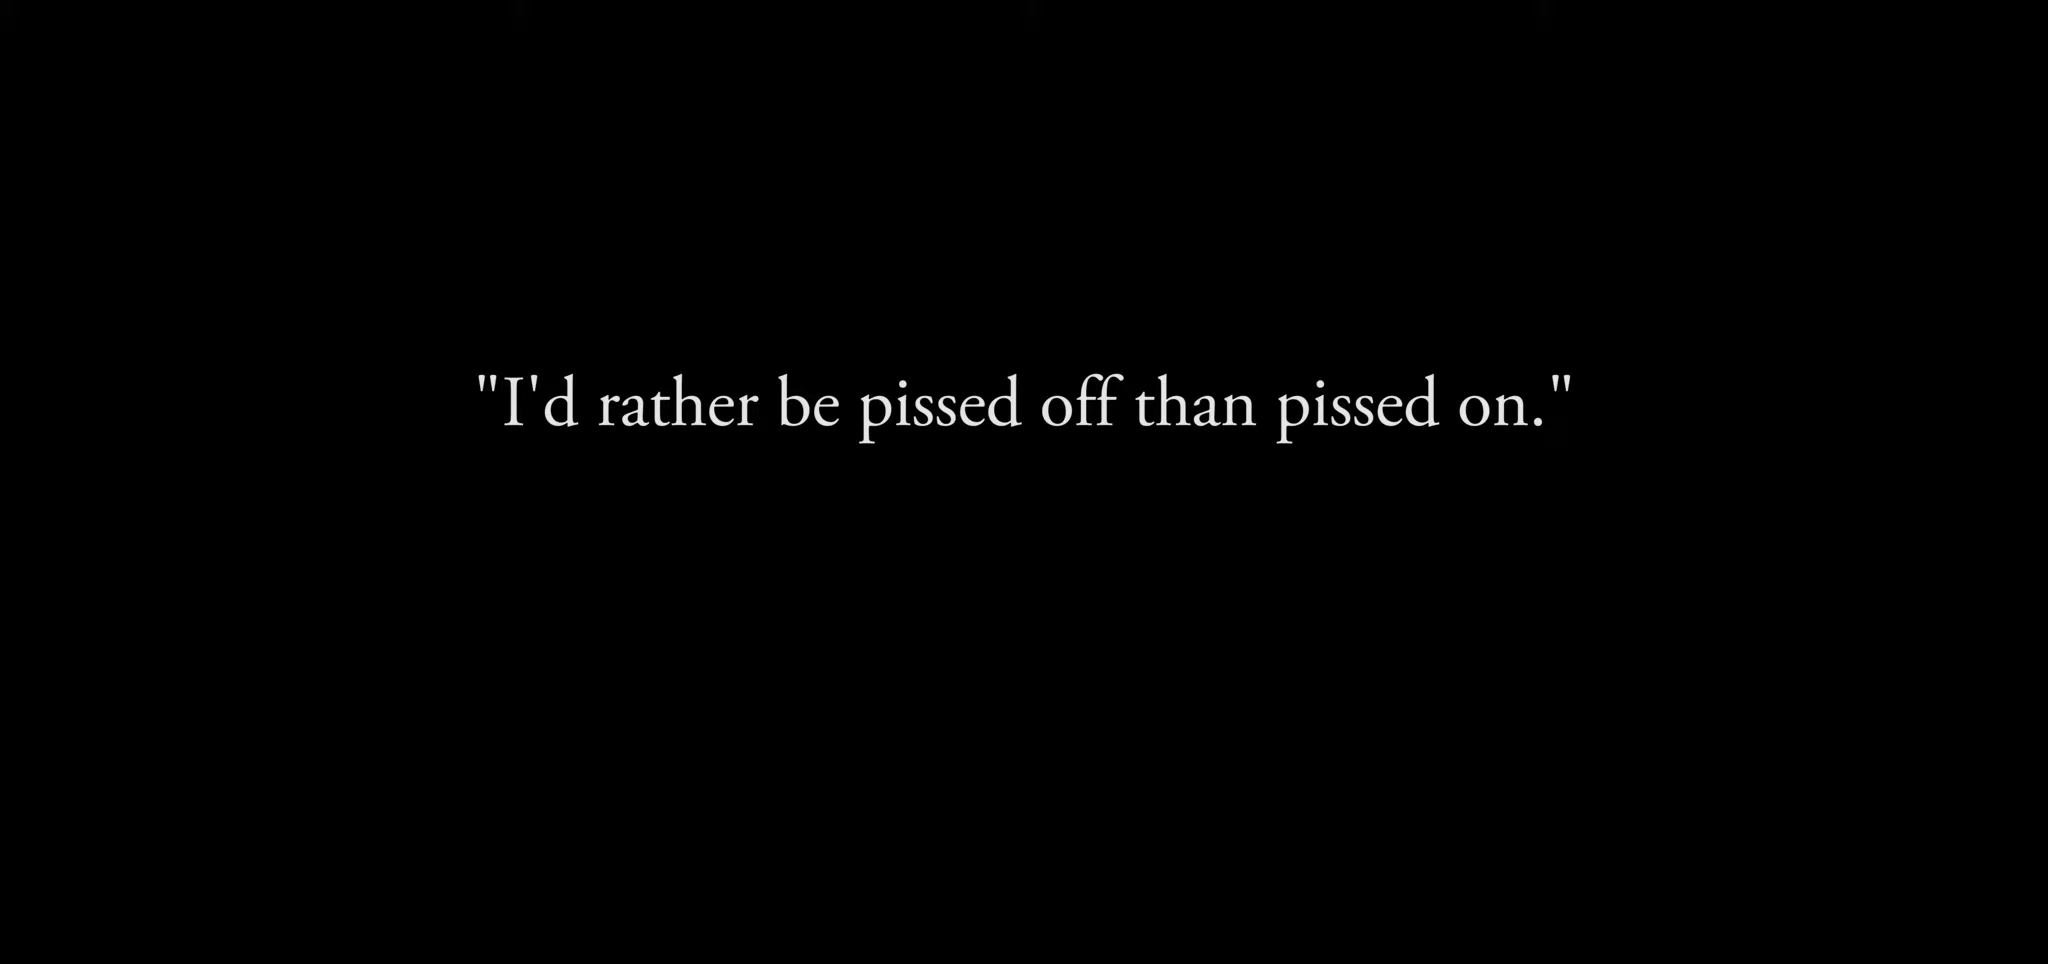 "I'd rather be pissed off than pissed on."